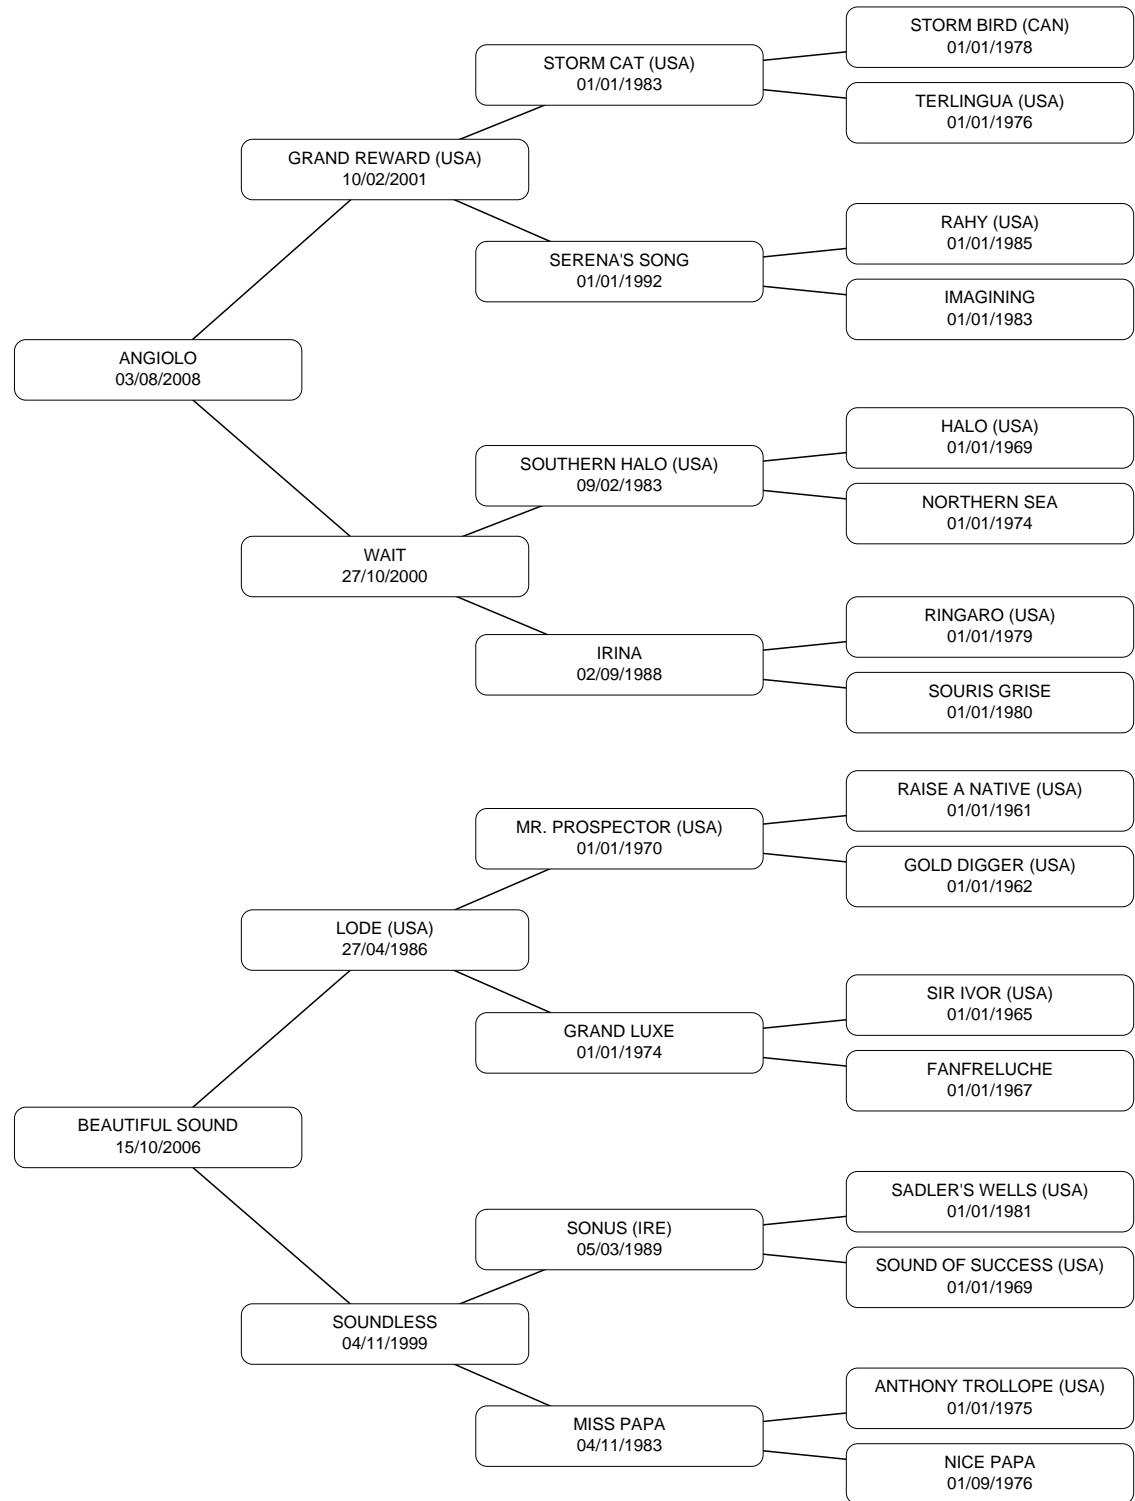 STORM BIRD (CAN)
01/01/1978
STORM CAT (USA)
01/01/1983
TERLINGUA (USA)
01/01/1976
GRAND REWARD (USA)
10/02/2001
RAHY (USA)
01/01/1985
SERENA'S SONG
01/01/1992
IMAGINING
01/01/1983
ANGIOLO
03/08/2008
HALO (USA)
01/01/1969
SOUTHERN HALO (USA)
09/02/1983
NORTHERN SEA
01/01/1974
WAIT
27/10/2000
RINGARO (USA)
01/01/1979
IRINA
02/09/1988
SOURIS GRISE
01/01/1980
RAISE A NATIVE (USA)
01/01/1961
MR. PROSPECTOR (USA)
01/01/1970
GOLD DIGGER (USA)
01/01/1962
LODE (USA)
27/04/1986
SIR IVOR (USA)
01/01/1965
GRAND LUXE
01/01/1974
FANFRELUCHE
01/01/1967
BEAUTIFUL SOUND
15/10/2006
SADLER'S WELLS (USA)
01/01/1981
SONUS (IRE)
05/03/1989
SOUND OF SUCCESS (USA)
01/01/1969
SOUNDLESS
04/11/1999
ANTHONY TROLLOPE (USA)
01/01/1975
MISS PAPA
04/11/1983
NICE PAPA
01/09/1976